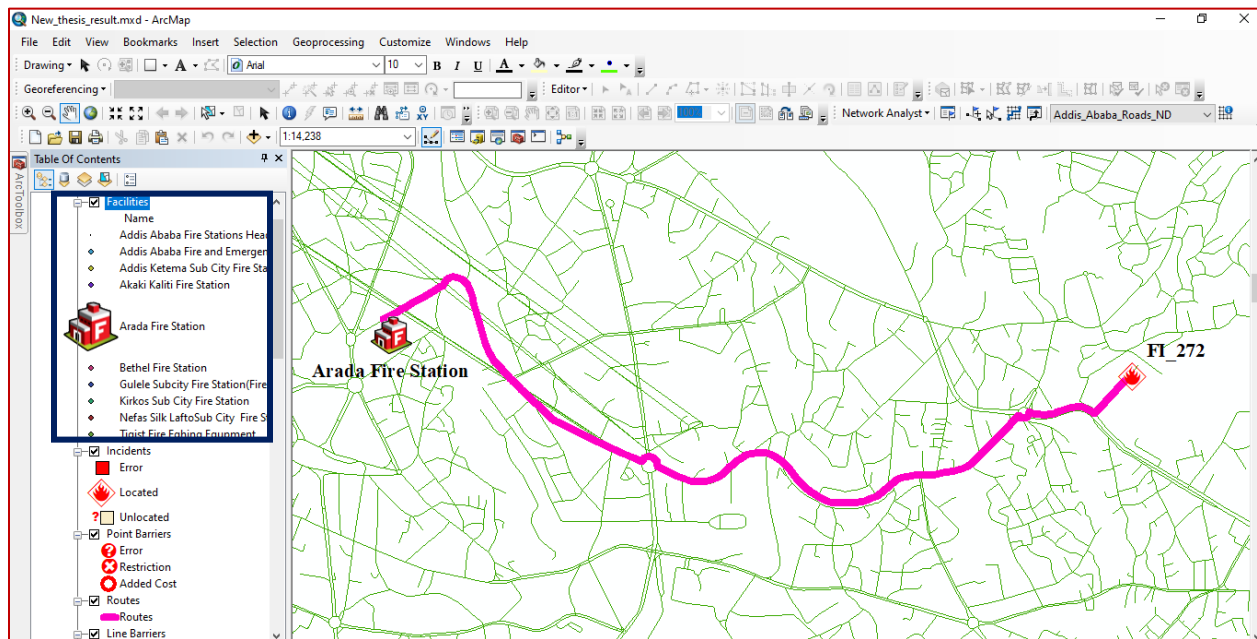 New_thesis_result.mxd - ArcMap
File Edit View Bookmarks Insert Selection Geoprocessing Customize Windows Help
Drawing Arial 10 B I U A
Georeferencing Editor
Network Analyst Addis_Ababa_Roads_ND
1:14,238
ArcToolbox
Table Of Contents
Facilities
Name
Addis Ababa Fire Stations Hea
Addis Ababa Fire and Emergen
Addis Ketema Sub City Fire Sta
Akaki Kaliti Fire Station
Arada Fire Station
Bethel Fire Station
Gulele Subcity Fire Station(Fire
Kirkos Sub City Fire Station
Nefas Silk LaftoSub City Fire S
Tigist Fire Fghing Equpment
Incidents
Error
Located
Unlocated
Point Barriers
Error
Restriction
Added Cost
Routes
Routes
Line Barriers
Arada Fire Station
FI_272